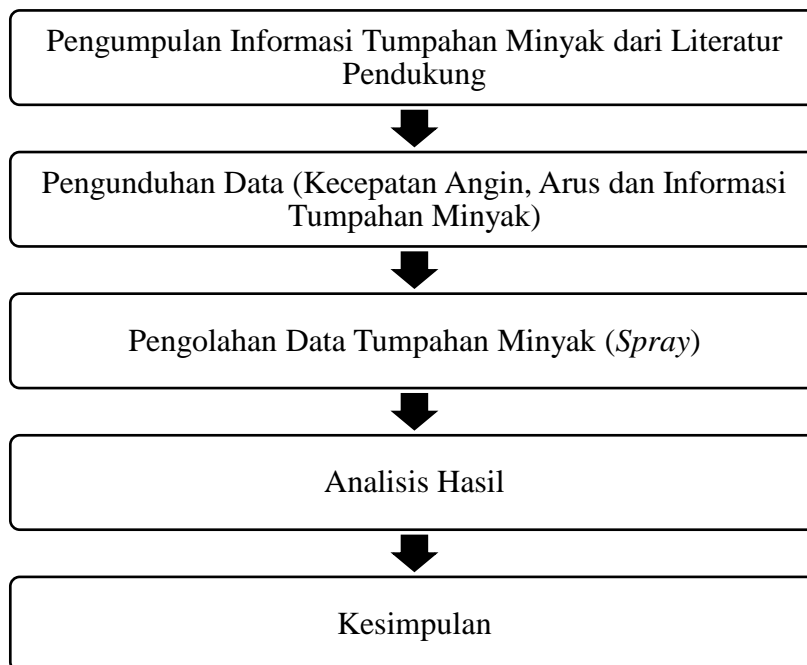 Pengumpulan Informasi Tumpahan Minyak dari Literatur
Pendukung
Pengunduhan Data (Kecepatan Angin, Arus dan Informasi
Tumpahan Minyak)
Pengolahan Data Tumpahan Minyak (Spray)
Analisis Hasil
Kesimpulan